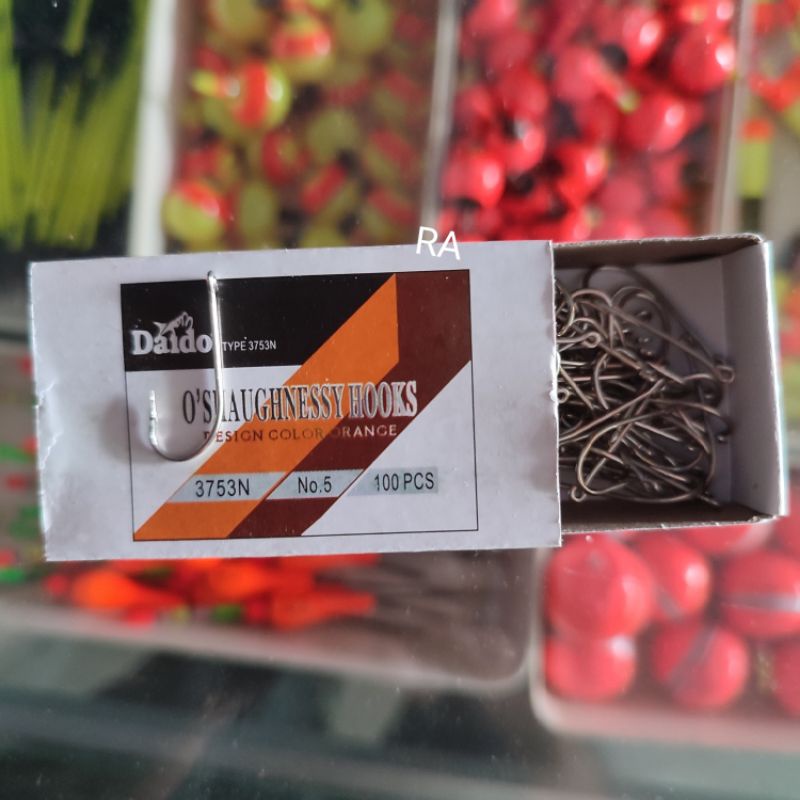 RA
Daido
TYPE 3753N
O'SHAUGHNESSY HOOKS
DESIGN COLOR ORANGE
3753N No.5 100 PCS